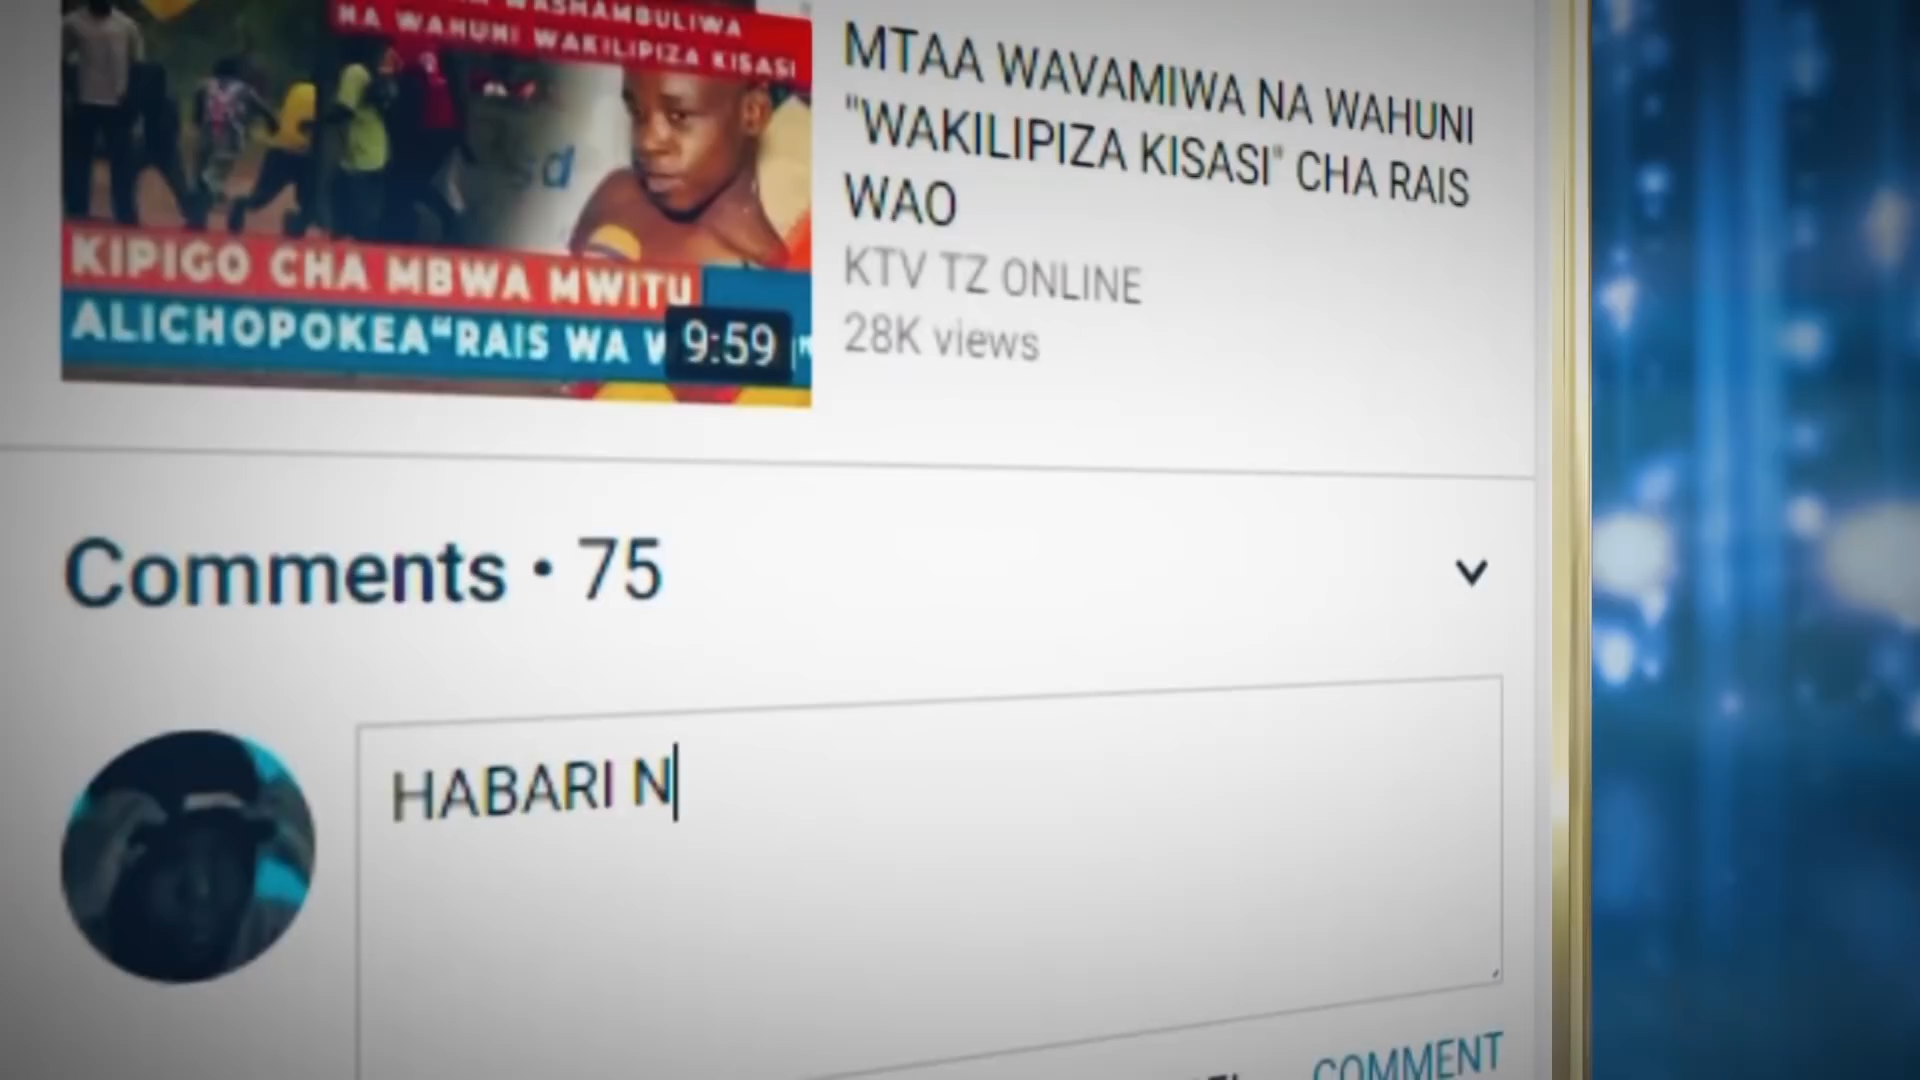 WASHAMBULIWA
NA WAHUNI WAKILIPIZA KISASI
KIPIGO CHA MBWA MWITU
ALICHOPOKEA "RAIS WA
9:59
MTAA WAVAMIWA NA WAHUNI
"WAKILIPIZA KISASI" CHA RAIS
WAO
KTV TZ ONLINE
28K views
Comments • 75
HABARI N
COMMENT